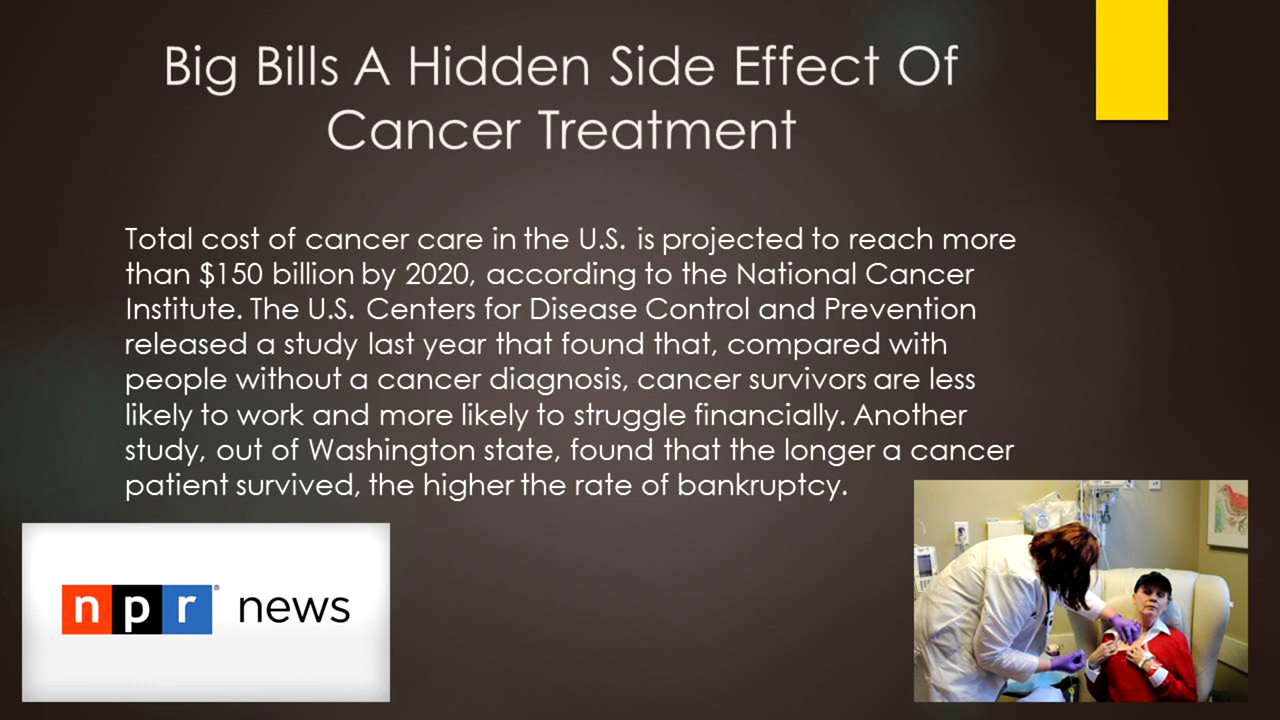 Big Bills A Hidden Side Effect Of
Cancer Treatment
Total cost of cancer care in the U.S. is projected to reach more
than $150 billion by 2020, according to the National Cancer
Institute. The U.S. Centers for Disease Control and Prevention
released a study last year that found that, compared with
people without a cancer diagnosis, cancer survivors are less
likely to work and more likely to struggle financially. Another
study, out of Washington state, found that the longer a cancer
patient survived, the higher the rate of bankruptcy.
npr® news